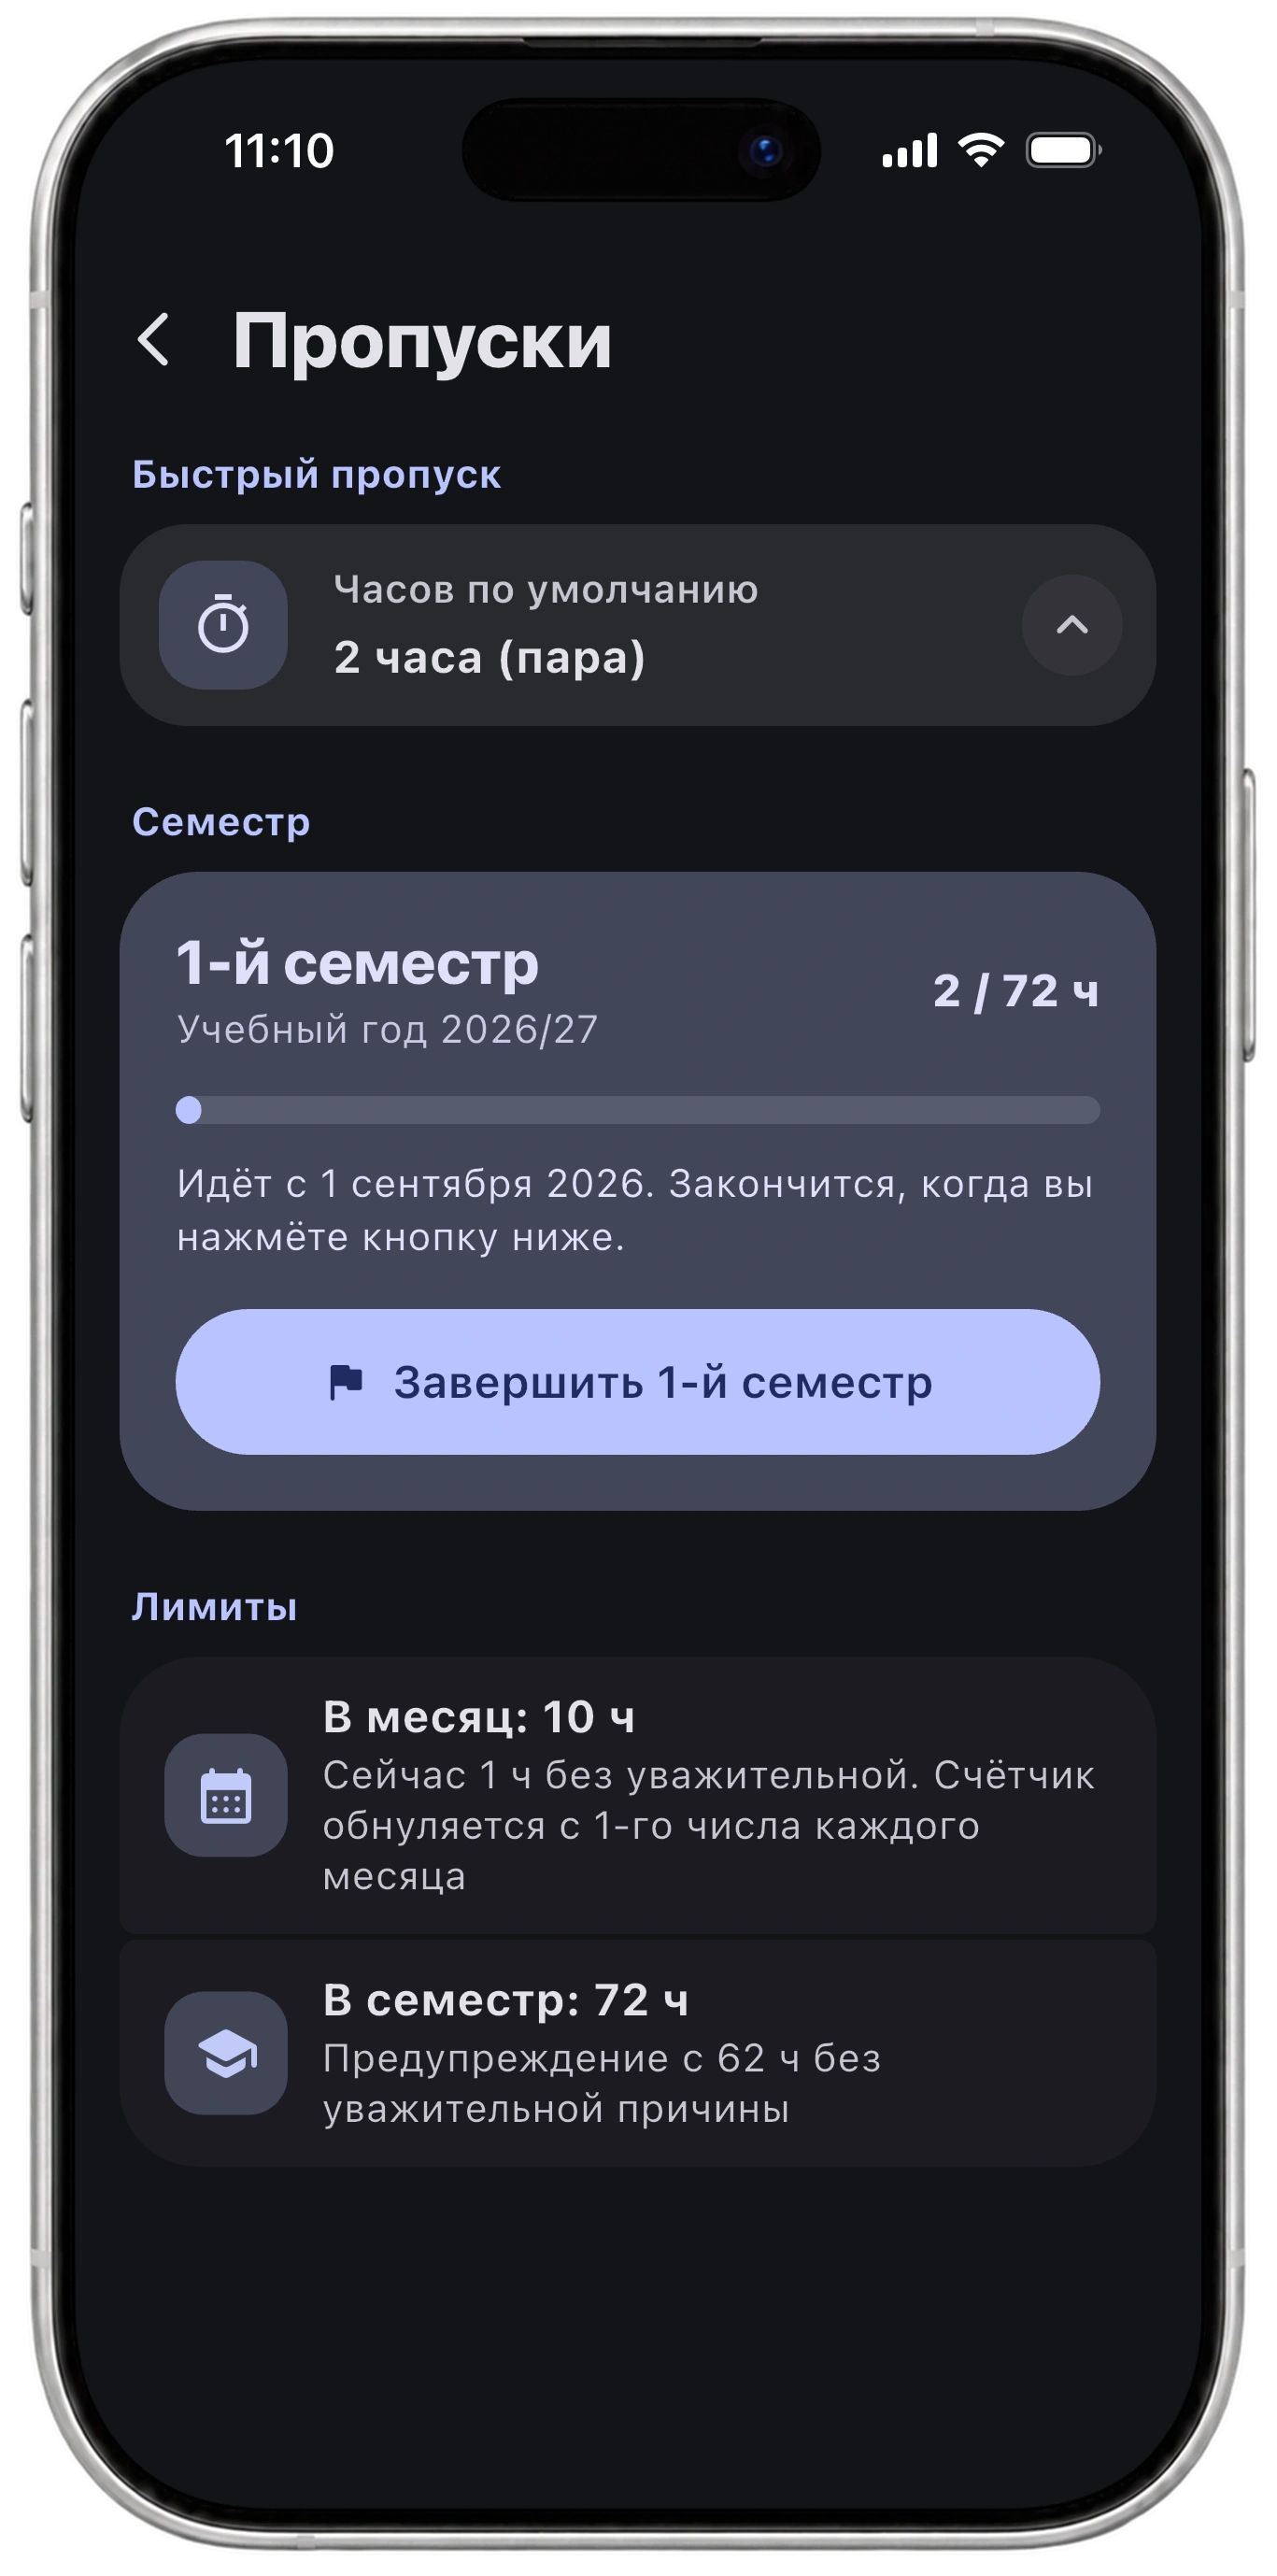 11:10
Пропуски
Быстрый пропуск
Часов по умолчанию
2 часа (пара)
Семестр
1-й семестр
2 / 72 ч
Учебный год 2026/27
Идёт с 1 сентября 2026. Закончится, когда вы
нажмёте кнопку ниже.
Завершить 1-й семестр
Лимиты
В месяц: 10 ч
Сейчас 1 ч без уважительной. Счётчик
обнуляется с 1-го числа каждого
месяца
В семестр: 72 ч
Предупреждение с 62 ч без
уважительной причины